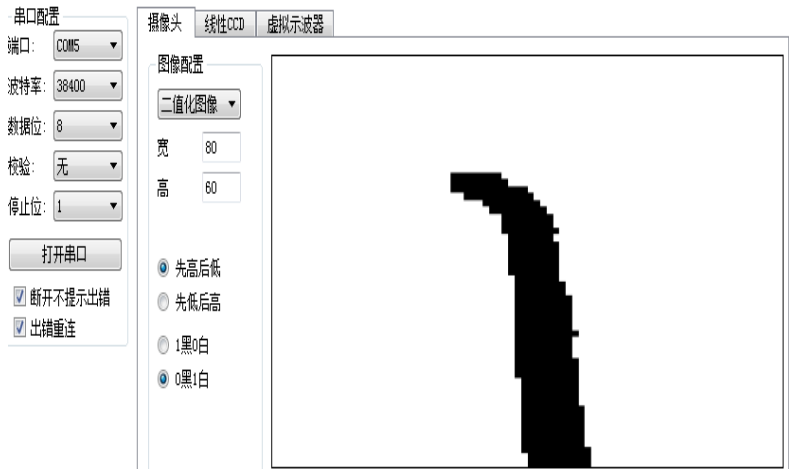 串口配置
端口: COM5
波特率: 38400
数据位: 8
校验: 无
停止位: 1
打开串口
断开不提示出错
出错重连
摄像头 线性CCD 虚拟示波器
图像配置
二值化图像
宽 80
高 60
先高后低
先低后高
1黑0白
0黑1白